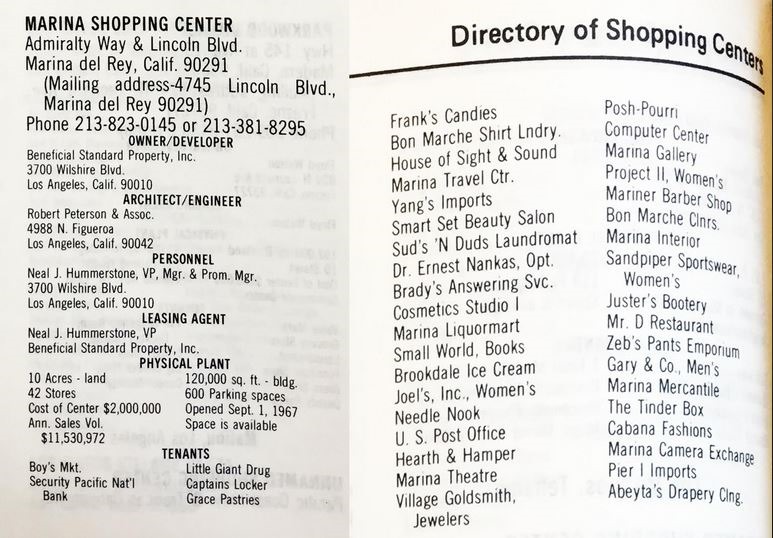 MARINA SHOPPING CENTER
Admiralty Way & Lincoln Blvd.
Marina del Rey, Calif. 90291
(Mailing address-4745 Lincoln Blvd.,
Marina del Rey 90291)
Phone 213-823-0145 or 213-381-8295
OWNER/DEVELOPER
Beneficial Standard Property, Inc.
3700 Wilshire Blvd.
Los Angeles, Calif. 90010
ARCHITECT/ENGINEER
Robert Peterson & Assoc.
4988 N. Figueroa
Los Angeles, Calif. 90042
PERSONNEL
Neal J. Hummerstone, VP, Mgr. & Prom. Mgr.
3700 Wilshire Blvd.
Los Angeles, Calif. 90010
LEASING AGENT
Neal J. Hummerstone, VP
Beneficial Standard Property, Inc.
PHYSICAL PLANT
10 Acres - land
42 Stores
Cost of Center $2,000,000
Ann. Sales Vol.
$11,530,972
120,000 sq. ft. - bldg.
600 Parking spaces
Opened Sept. 1, 1967
Space is available
TENANTS
Boy's Mkt.
Security Pacific Nat'l
Bank
Little Giant Drug
Captains Locker
Grace Pastries
Directory of Shopping Centers
Frank's Candies
Bon Marche Shirt Lndry.
House of Sight & Sound
Marina Travel Ctr.
Yang's Imports
Smart Set Beauty Salon
Sud's 'N Duds Laundromat
Dr. Ernest Nankas, Opt.
Brady's Answering Svc.
Cosmetics Studio I
Marina Liquormart
Small World, Books
Brookdale Ice Cream
Joel's, Inc., Women's
Needle Nook
U. S. Post Office
Hearth & Hamper
Marina Theatre
Village Goldsmith,
Jewelers
Posh-Pourri
Computer Center
Marina Gallery
Project II, Women's
Mariner Barber Shop
Bon Marche Clnrs.
Marina Interior
Sandpiper Sportswear,
Women's
Juster's Bootery
Mr. D Restaurant
Zeb's Pants Emporium
Gary & Co., Men's
Marina Mercantile
The Tinder Box
Cabana Fashions
Marina Camera Exchange
Pier I Imports
Abeyta's Drapery Clng.